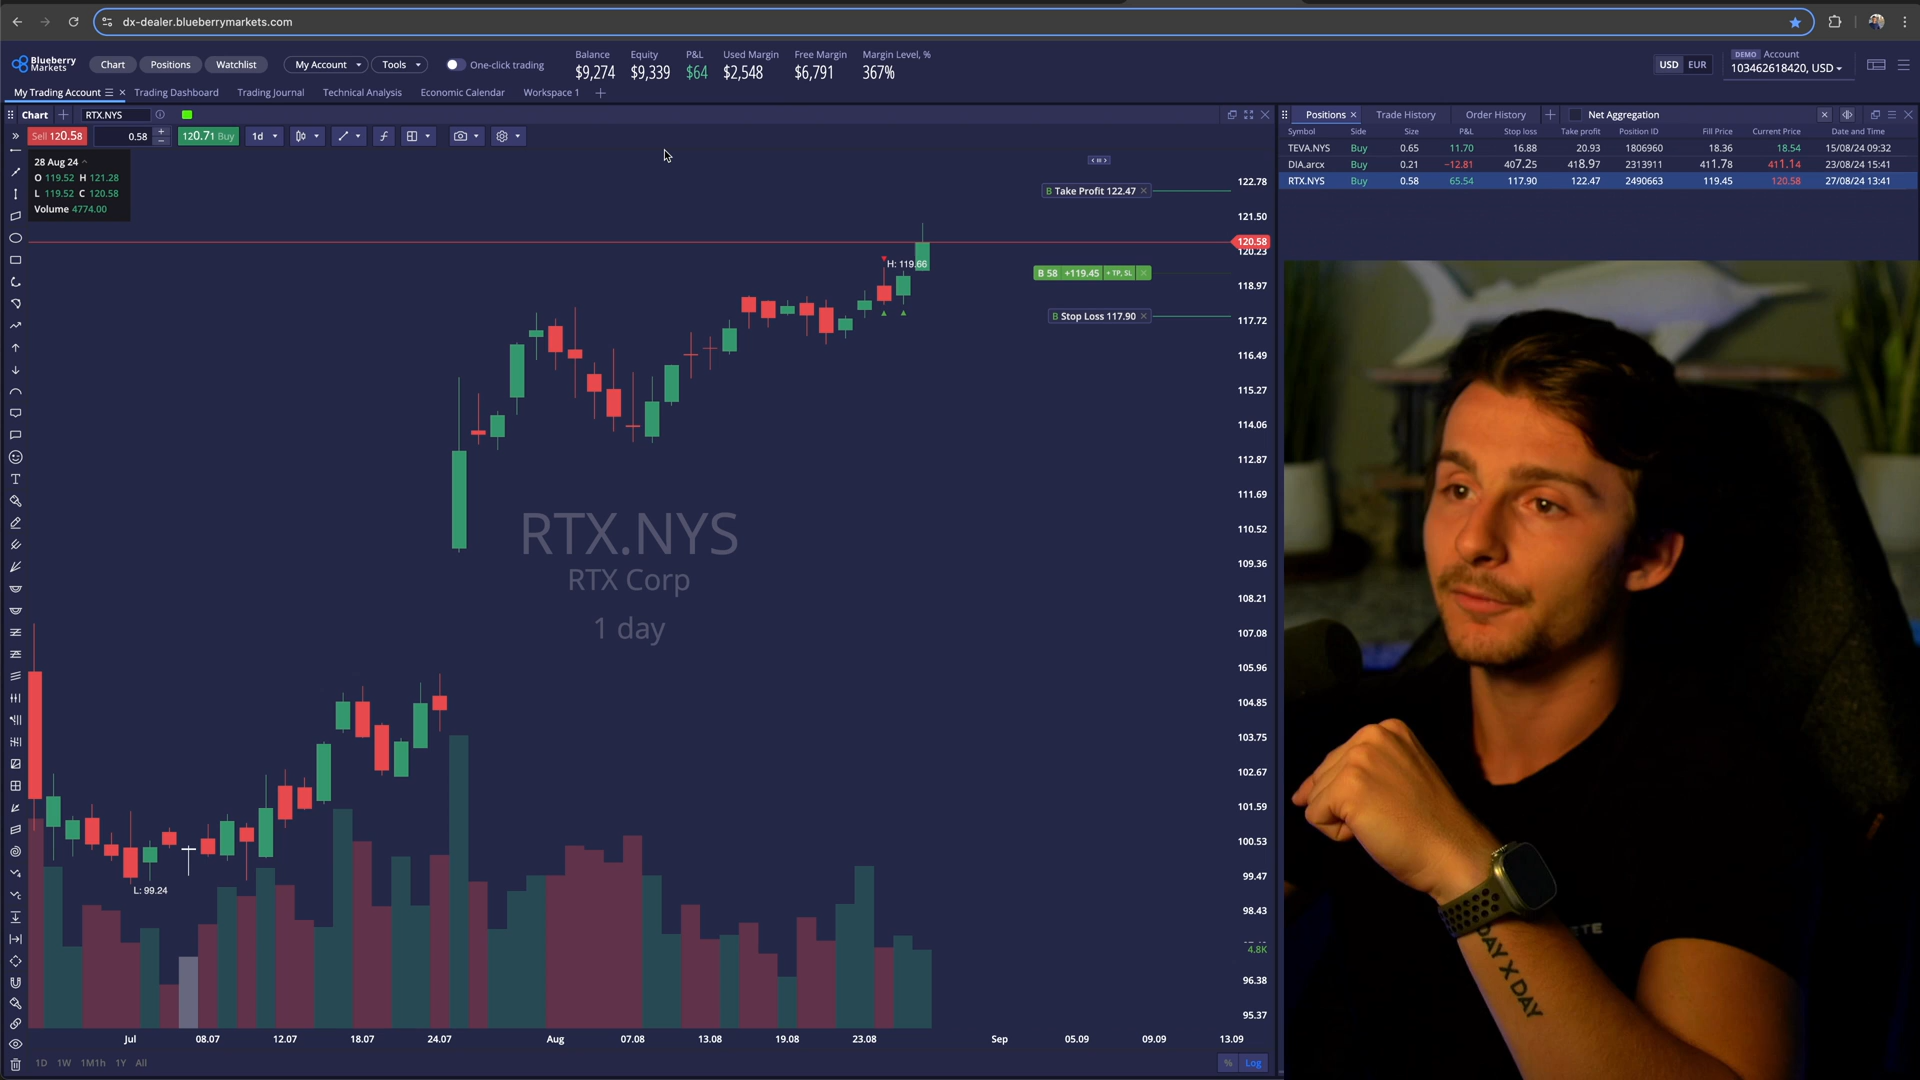 dx-dealer.blueberrymarkets.com
Blueberry Markets
Chart
Positions
Watchlist
My Account
Tools
One-click trading
Balance
$9,274
Equity
$9,339
P&L
$64
Used Margin
$2,548
Free Margin
$6,791
Margin Level, %
367%
USD
EUR
DEMO Account
103462618420, USD
My Trading Account
Trading Dashboard
Trading Journal
Technical Analysis
Economic Calendar
Workspace 1
Chart
RTX.NYS
Sell 120.58
0.58
120.71 Buy
1d
28 Aug 24
O 119.52 H 121.28
L 119.52 C 120.58
Volume 4774.00
B Take Profit 122.47
B 58 +119.45 + TP, SL
B Stop Loss 117.90
H: 119.66
L: 99.24
RTX.NYS
RTX Corp
1 day
122.78
121.50
120.58
120.23
118.97
117.72
116.49
115.27
114.06
112.87
111.69
110.52
109.36
108.21
107.08
105.96
104.85
103.75
102.67
101.59
100.53
99.47
98.43
4.8K
96.38
95.37
Jul 08.07 12.07 18.07 24.07 Aug 07.08 13.08 19.08 23.08 Sep 05.09 09.09 13.09
1D 1W 1M1h 1Y All
% Log
Positions
Trade History
Order History
Net Aggregation
Symbol Side Size P&L Stop loss Take profit Position ID Fill Price Current Price Date and Time
TEVA.NYS Buy 0.65 11.70 16.88 20.93 1806960 18.36 18.54 15/08/24 09:32
DIA.arcx Buy 0.21 −12.81 407.25 418.97 2313911 411.78 411.14 23/08/24 15:41
RTX.NYS Buy 0.58 65.54 117.90 122.47 2490663 119.45 120.58 27/08/24 13:41
DAY X DAY